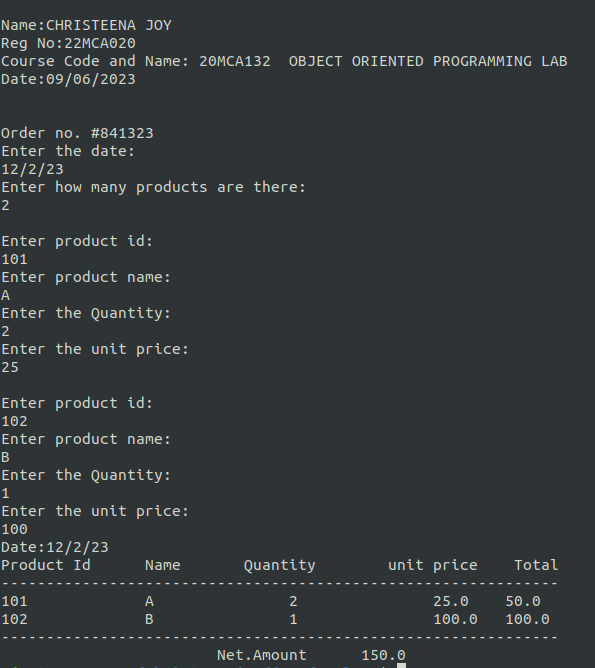 Name:CHRISTEENA JOY
Reg No:22MCA020
Course Code and Name: 20MCA132  OBJECT ORIENTED PROGRAMMING LAB
Date:09/06/2023
Order no. #841323
Enter the date:
12/2/23
Enter how many products are there:
2
Enter product id:
101
Enter product name:
A
Enter the Quantity:
2
Enter the unit price:
25
Enter product id:
102
Enter product name:
B
Enter the Quantity:
1
Enter the unit price:
100
Date:12/2/23
Product Id      Name       Quantity        unit price    Total
--------------------------------------------------------------
101             A               2               25.0    50.0
102             B               1               100.0   100.0
--------------------------------------------------------------
                        Net.Amount      150.0